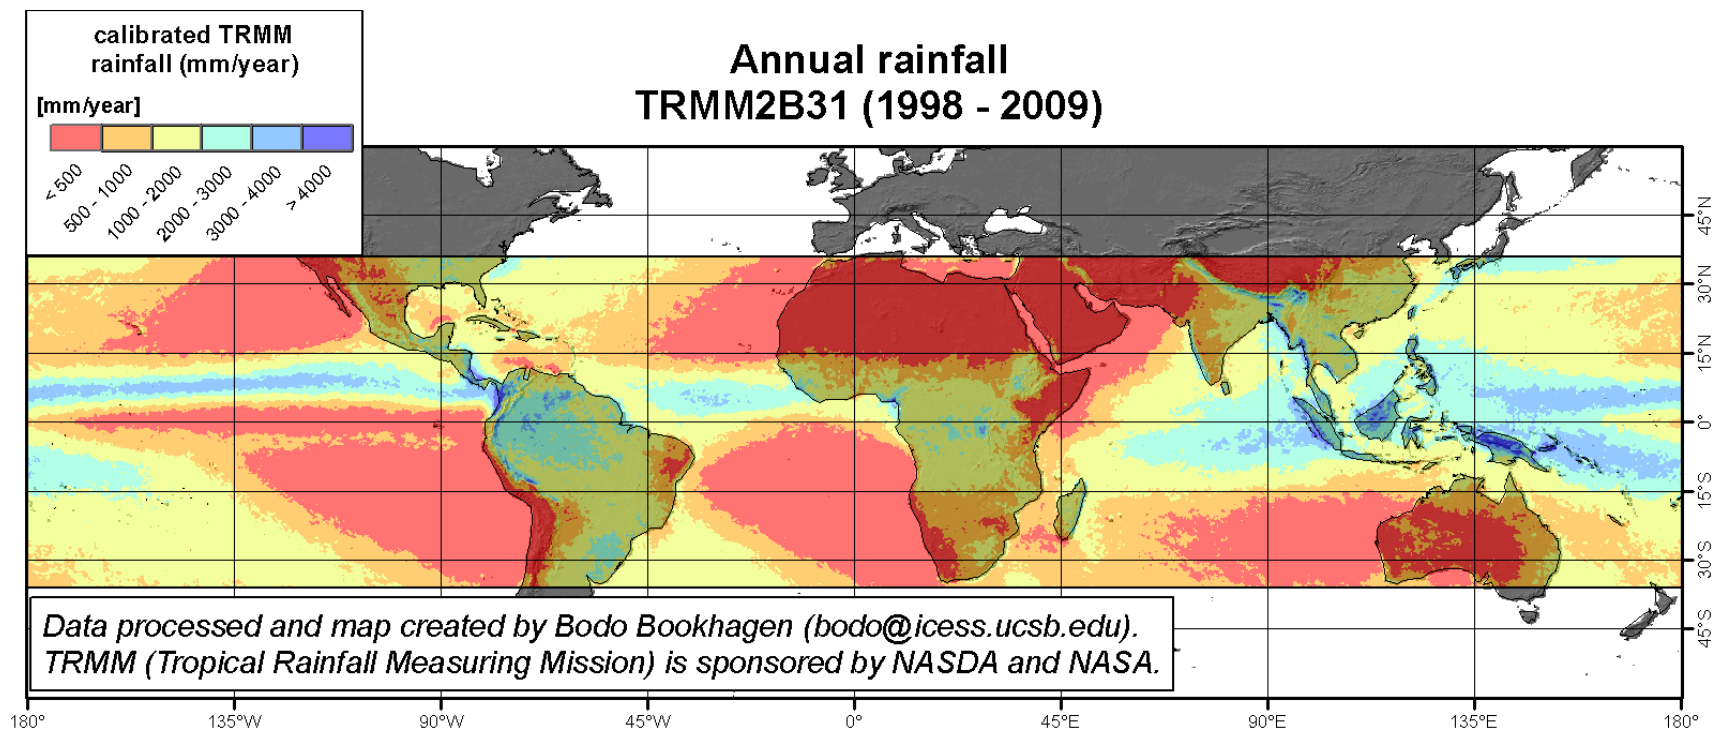 calibrated TRMM
rainfall (mm/year)
[mm/year]
< 500
500 - 1000
1000 - 2000
2000 - 3000
3000 - 4000
> 4000
Annual rainfall
TRMM2B31 (1998 - 2009)
45°N
30°N
15°N
0°
15°S
30°S
45°S
Data processed and map created by Bodo Bookhagen (bodo@icess.ucsb.edu).
TRMM (Tropical Rainfall Measuring Mission) is sponsored by NASDA and NASA.
180° 135°W 90°W 45°W 0° 45°E 90°E 135°E 180°